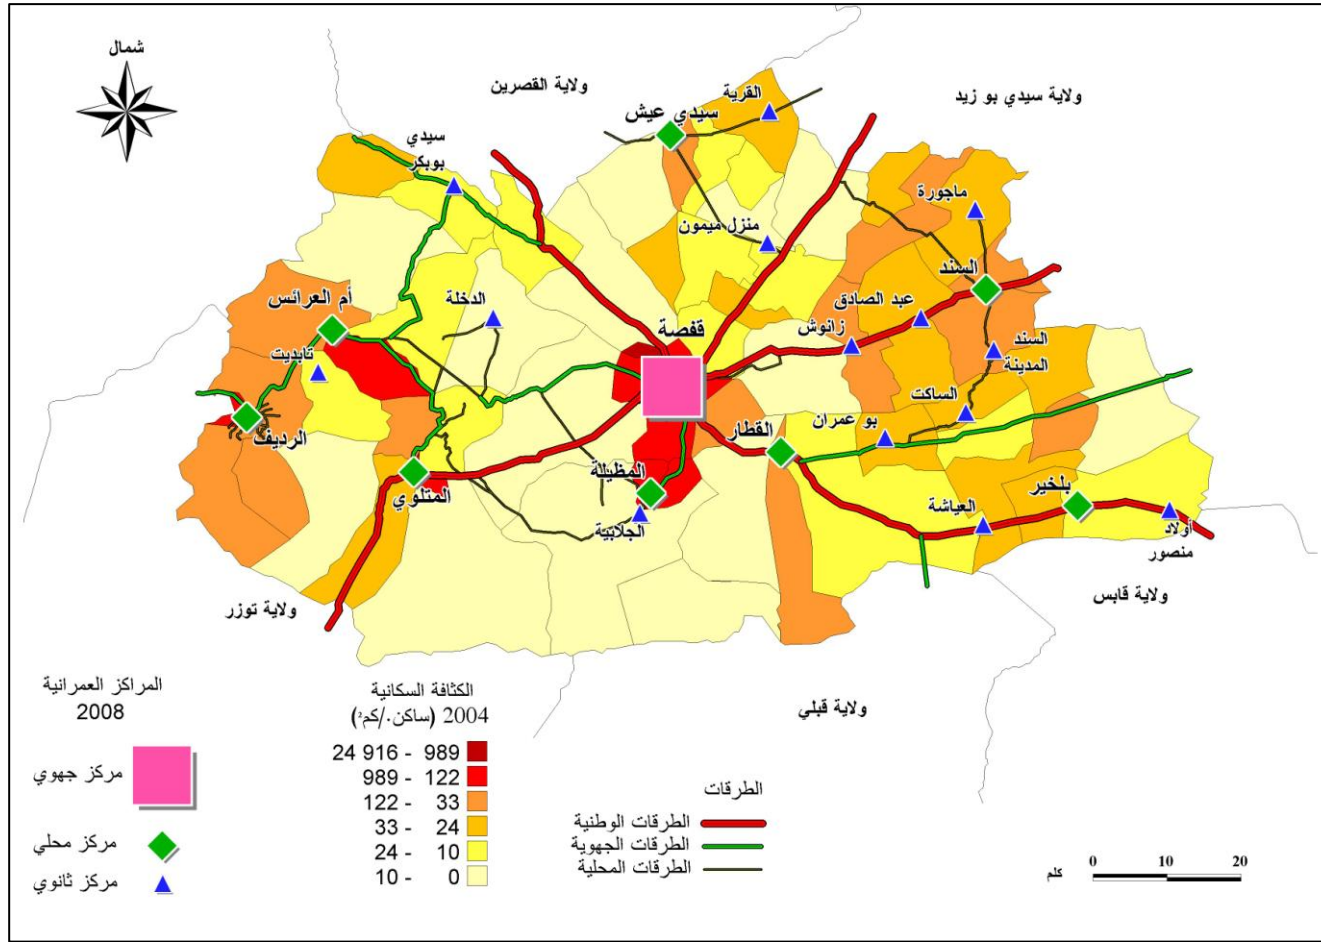 شمال
ولاية القصرين
ولاية سيدي بو زيد
القرية
سيدي عيش
سيدي
بوبكر
ماجورة
منزل ميمون
السند
أم العرائس
الدخلة
عبد الصادق
قفصة
زانوش
السند
المدينة
تابديت
الساكت
بو عمران
الرديف
القطار
المظيلة
المتلوي
بلخير
العياشة
الجلابية
أولاد
منصور
ولاية توزر
ولاية قابس
ولاية قبلي
المراكز العمرانية
2008
مركز جهوي
مركز محلي
مركز ثانوي
الكثافة السكانية
2004 (ساكن./كم²)
24 916 - 989
989 - 122
122 - 33
33 - 24
24 - 10
10 - 0
الطرقات
الطرقات الوطنية
الطرقات الجهوية
الطرقات المحلية
0 10 20
كلم